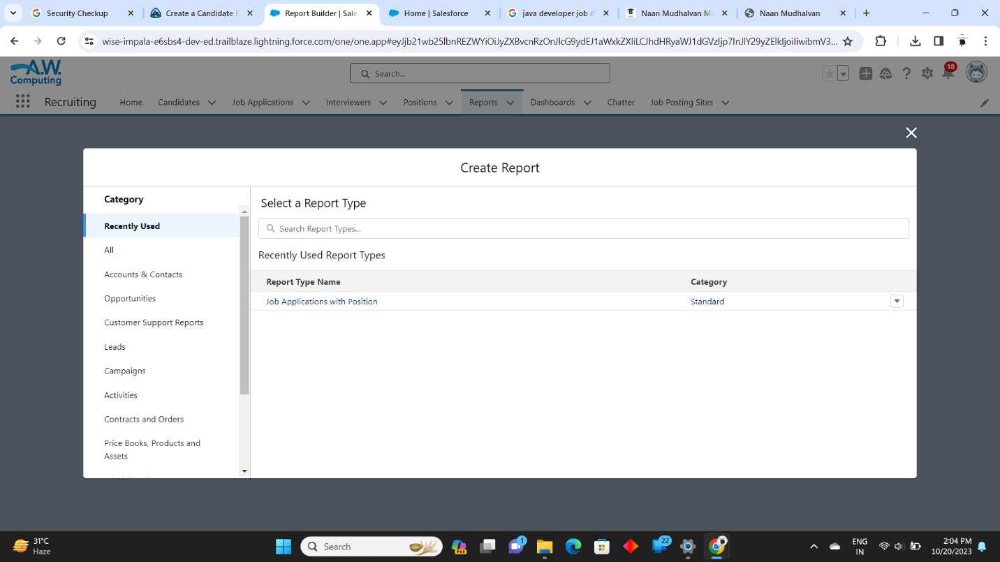 Security Checkup
Create a Candidate R
Report Builder | Sale
Home | Salesforce
java developer job d
Naan Mudhalvan Ma
Naan Mudhalvan
wise-impala-e6sbs4-dev-ed.trailblaze.lightning.force.com/one/one.app#eyJjb21wb25lbnREZWYiOiJyZXBvcnRzOnJlcG9ydEJ1aWxkZXIiLCJhdHRyaWJ1dGVzIjp7InJlY29yZElkIjoiIiwibmV3...
A.W.
Computing
Search...
18
Recruiting
Home
Candidates
Job Applications
Interviewers
Positions
Reports
Dashboards
Chatter
Job Posting Sites
Create Report
Category
Recently Used
All
Accounts & Contacts
Opportunities
Customer Support Reports
Leads
Campaigns
Activities
Contracts and Orders
Price Books, Products and
Assets
Select a Report Type
Search Report Types...
Recently Used Report Types
Report Type Name Category
Job Applications with Position Standard
31°C
Haze
Search
PRE
1
22
ENG
IN
2:04 PM
10/20/2023